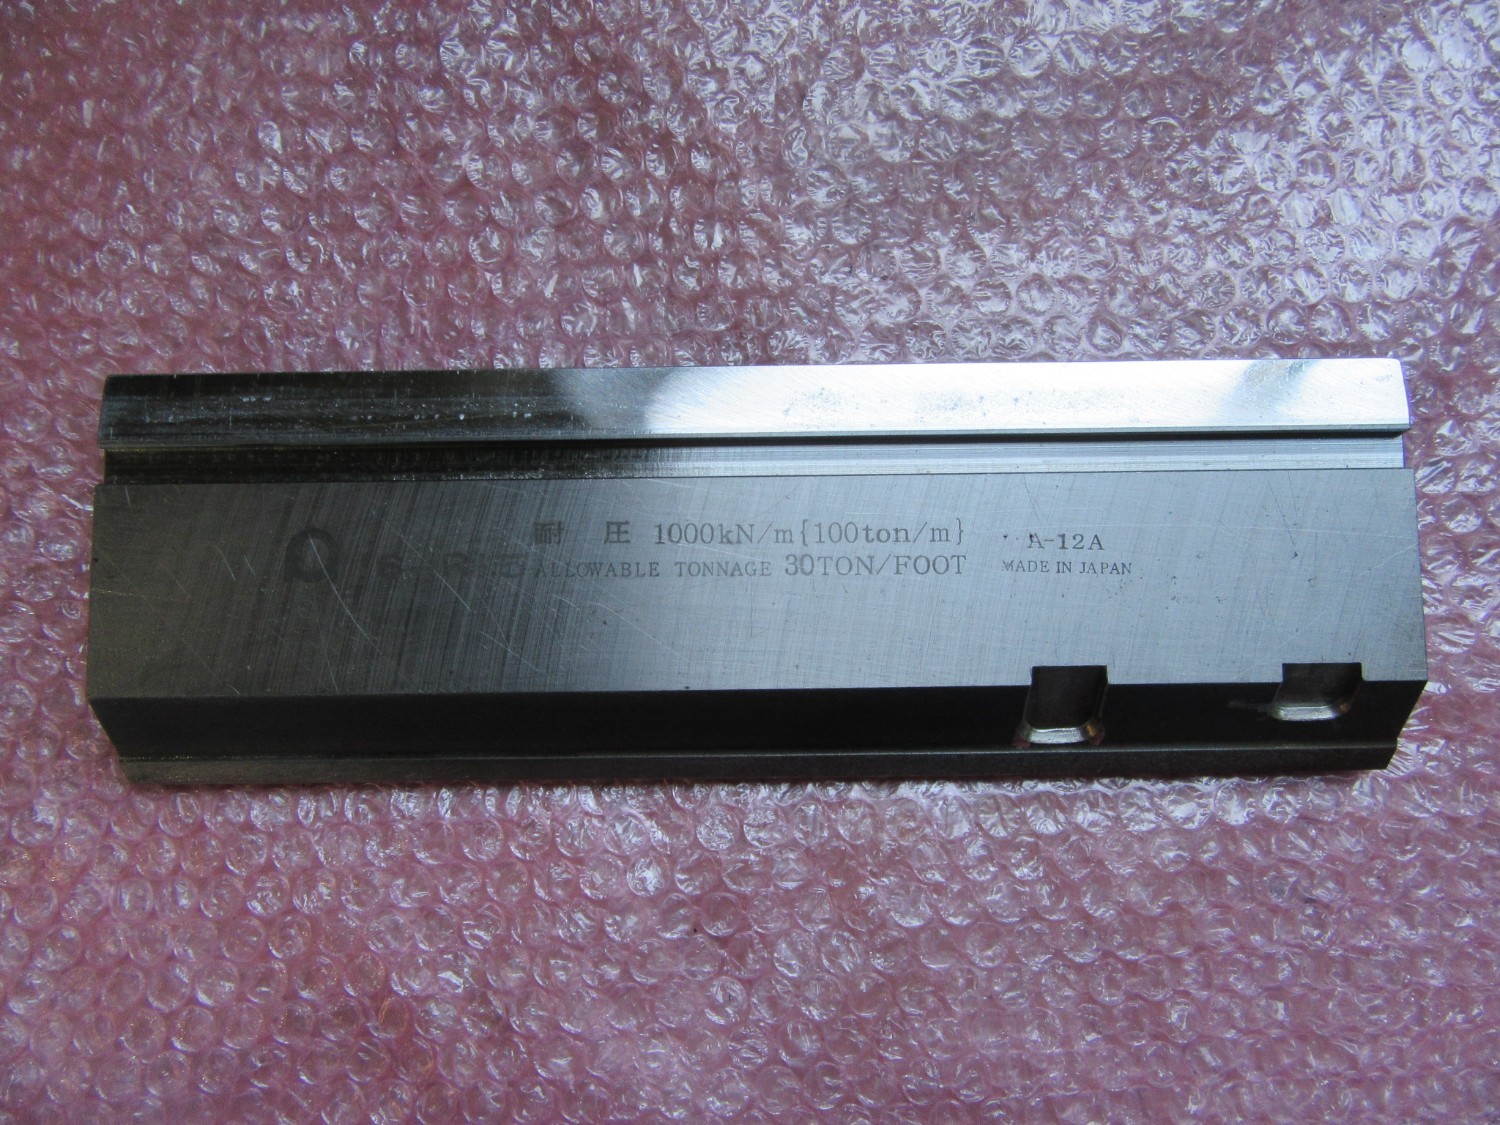 耐 圧 1000kN/m{100ton/m}
ALLOWABLE TONNAGE 30TON/FOOT
A-12A
MADE IN JAPAN